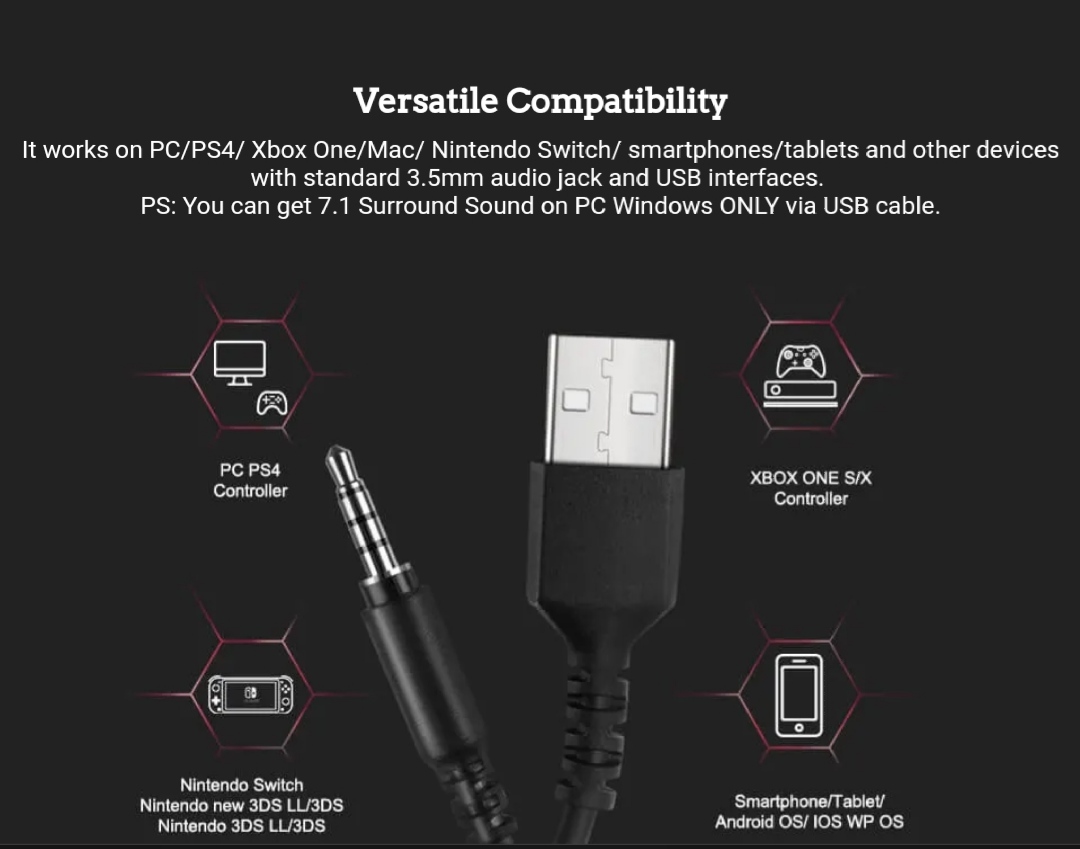 Versatile Compatibility
It works on PC/PS4/ Xbox One/Mac/ Nintendo Switch/ smartphones/tablets and other devices
with standard 3.5mm audio jack and USB interfaces.
PS: You can get 7.1 Surround Sound on PC Windows ONLY via USB cable.
PC PS4
Controller
XBOX ONE S/X
Controller
Nintendo Switch
Nintendo new 3DS LL/3DS
Nintendo 3DS LL/3DS
Smartphone/Tablet/
Android OS/ IOS WP OS